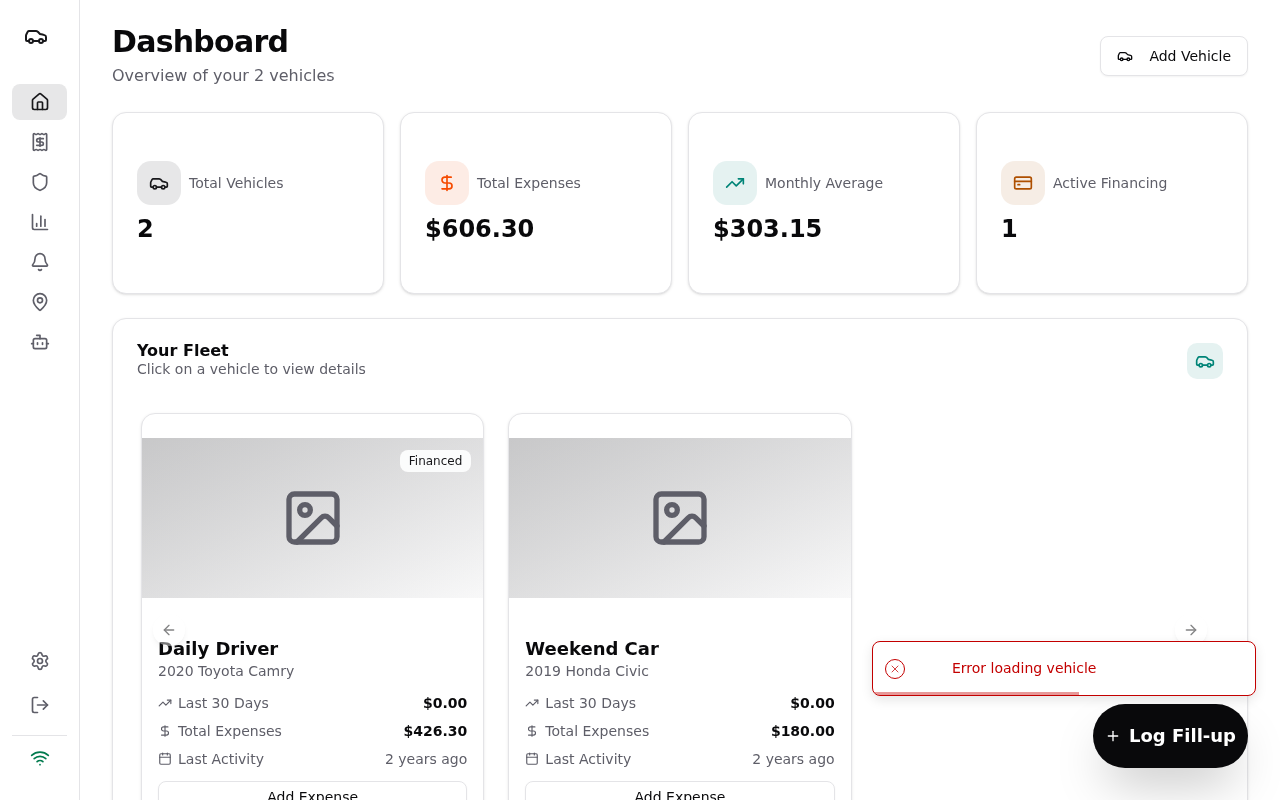 Dashboard
Overview of your 2 vehicles
Add Vehicle
Total Vehicles
2
Total Expenses
$606.30
Monthly Average
$303.15
Active Financing
1
Your Fleet
Click on a vehicle to view details
Financed
Daily Driver
2020 Toyota Camry
Last 30 Days $0.00
Total Expenses $426.30
Last Activity 2 years ago
Add Expense
Weekend Car
2019 Honda Civic
Last 30 Days $0.00
Total Expenses $180.00
Last Activity 2 years ago
Add Expense
Error loading vehicle
Log Fill-up